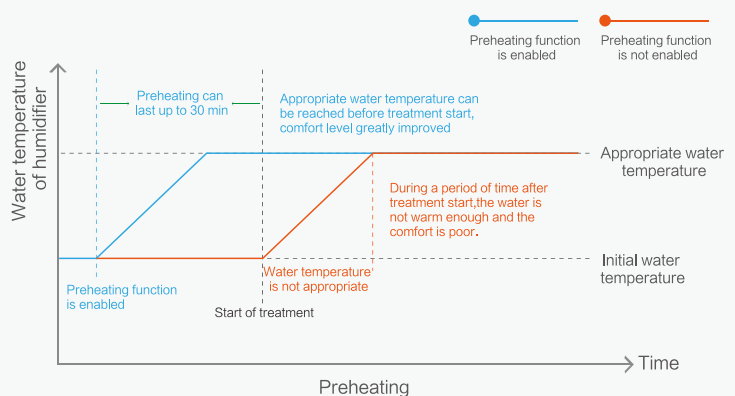 Preheating function
is enabled
Preheating function
is not enabled
Water temperature
of humidifier
Preheating can
last up to 30 min
Appropriate water temperature can
be reached before treatment start,
comfort level greatly improved
Appropriate water
temperature
During a period of time after
treatment start,the water is
not warm enough and the
comfort is poor.
Initial water
temperature
Water temperature
is not appropriate
Preheating function
is enabled
Start of treatment
Time
Preheating